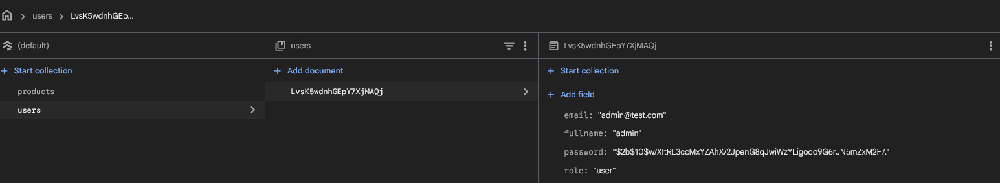 users LvsK5wdnhGEp...
(default)
+ Start collection
products
users
users
+ Add document
LvsK5wdnhGEpY7XjMAQj
LvsK5wdnhGEpY7XjMAQj
+ Start collection
+ Add field
email: "admin@test.com"
fullname: "admin"
password: "$2b$10$w/XItRL3ccMxYZAhX/2JpenG8qJwiWzYLigoqo9G6rJN5mZxM2F7."
role: "user"